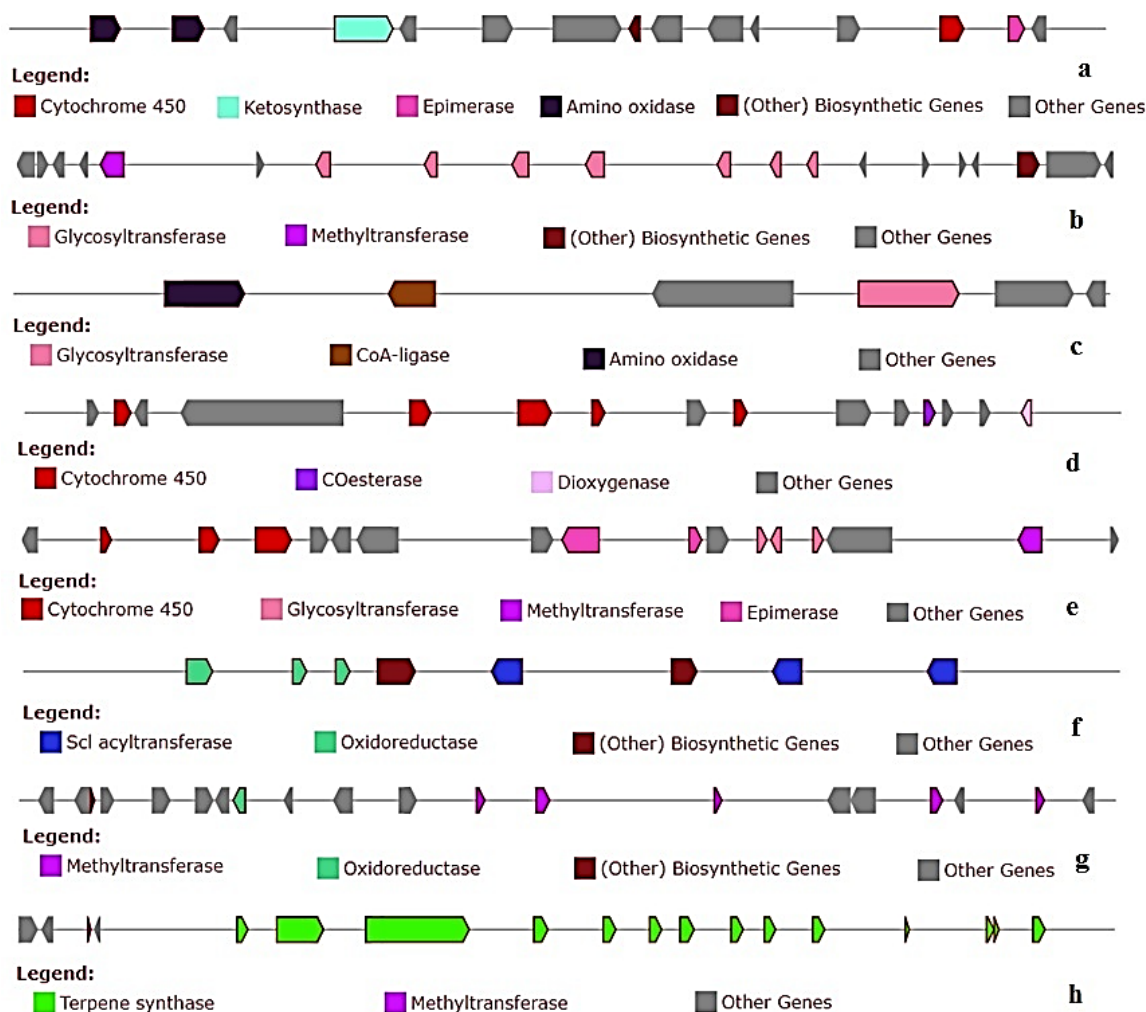 a
Legend:
Cytochrome 450 Ketosynthase Epimerase Amino oxidase (Other) Biosynthetic Genes Other Genes
Legend:
b
Glycosyltransferase Methyltransferase (Other) Biosynthetic Genes Other Genes
Legend:
c
Glycosyltransferase CoA-ligase Amino oxidase Other Genes
Legend:
d
Cytochrome 450 COesterase Dioxygenase Other Genes
Legend:
Cytochrome 450 Glycosyltransferase Methyltransferase Epimerase Other Genes e
Legend:
f
Scl acyltransferase Oxidoreductase (Other) Biosynthetic Genes Other Genes
Legend:
g
Methyltransferase Oxidoreductase (Other) Biosynthetic Genes Other Genes
Legend:
h
Terpene synthase Methyltransferase Other Genes